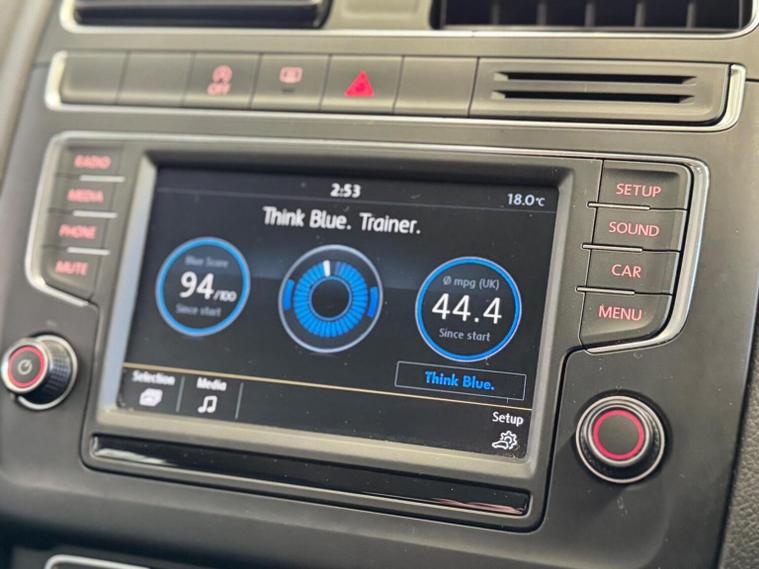 OFF
RADIO
MEDIA
PHONE
MUTE
2:53
18.0°C
Think Blue. Trainer.
Blue Score
94/100
Since start
Ø mpg (UK)
44.4
Since start
Think Blue.
Selection
Media
Setup
SETUP
SOUND
CAR
MENU